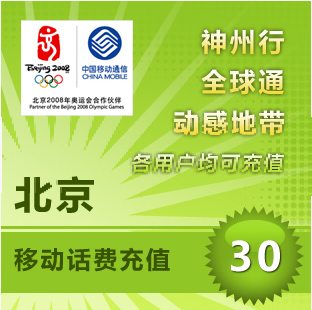 Beijing 2008
中国移动通信
CHINA MOBILE
北京2008年奥运会合作伙伴
Partner of the Beijing 2008 Olympic Games
神州行
全球通
动感地带
各用户均可充值
北京
移动话费充值
30